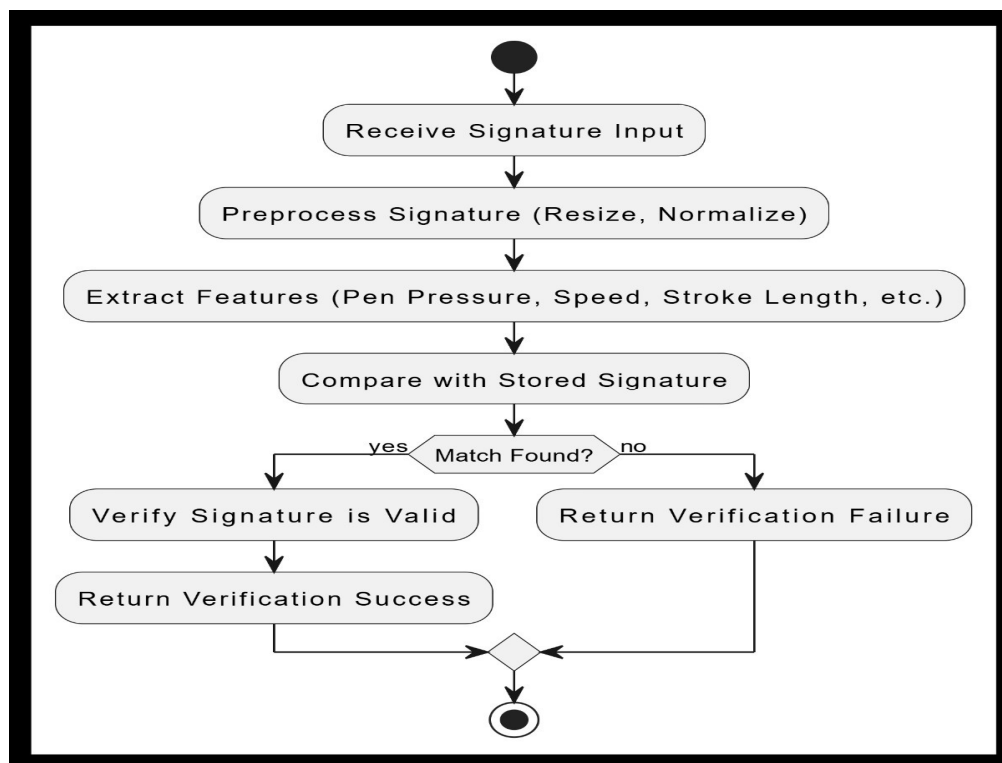 Receive Signature Input
Preprocess Signature (Resize, Normalize)
Extract Features (Pen Pressure, Speed, Stroke Length, etc.)
Compare with Stored Signature
yes
Match Found?
no
Verify Signature is Valid
Return Verification Failure
Return Verification Success